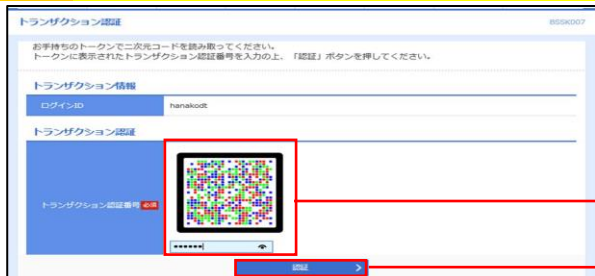 トランザクション認証
BSSK007
お手持ちのトークンで二次元コードを読み取ってください。
トークンに表示されたトランザクション認証番号を入力の上、「認証」ボタンを押してください。
トランザクション情報
ログインID
hanakodt
トランザクション認証
トランザクション認証番号 必須
••••••
認証